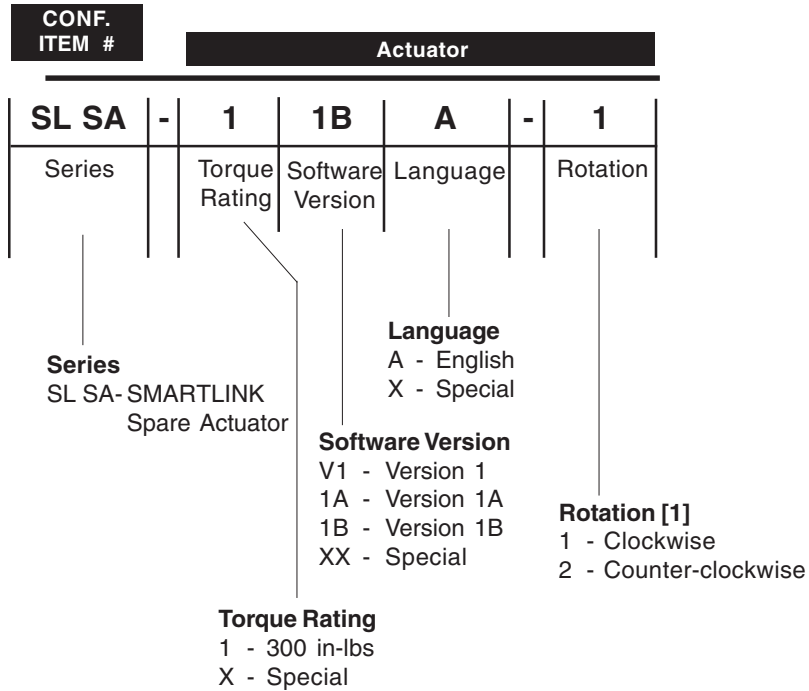 CONF.
ITEM #
Actuator
SL SA - 1 1B A - 1
Series Torque Rating Software Version Language Rotation
Series
SL SA- SMARTLINK
Spare Actuator
Language
A - English
X - Special
Software Version
V1 - Version 1
1A - Version 1A
1B - Version 1B
XX - Special
Rotation [1]
1 - Clockwise
2 - Counter-clockwise
Torque Rating
1 - 300 in-lbs
X - Special